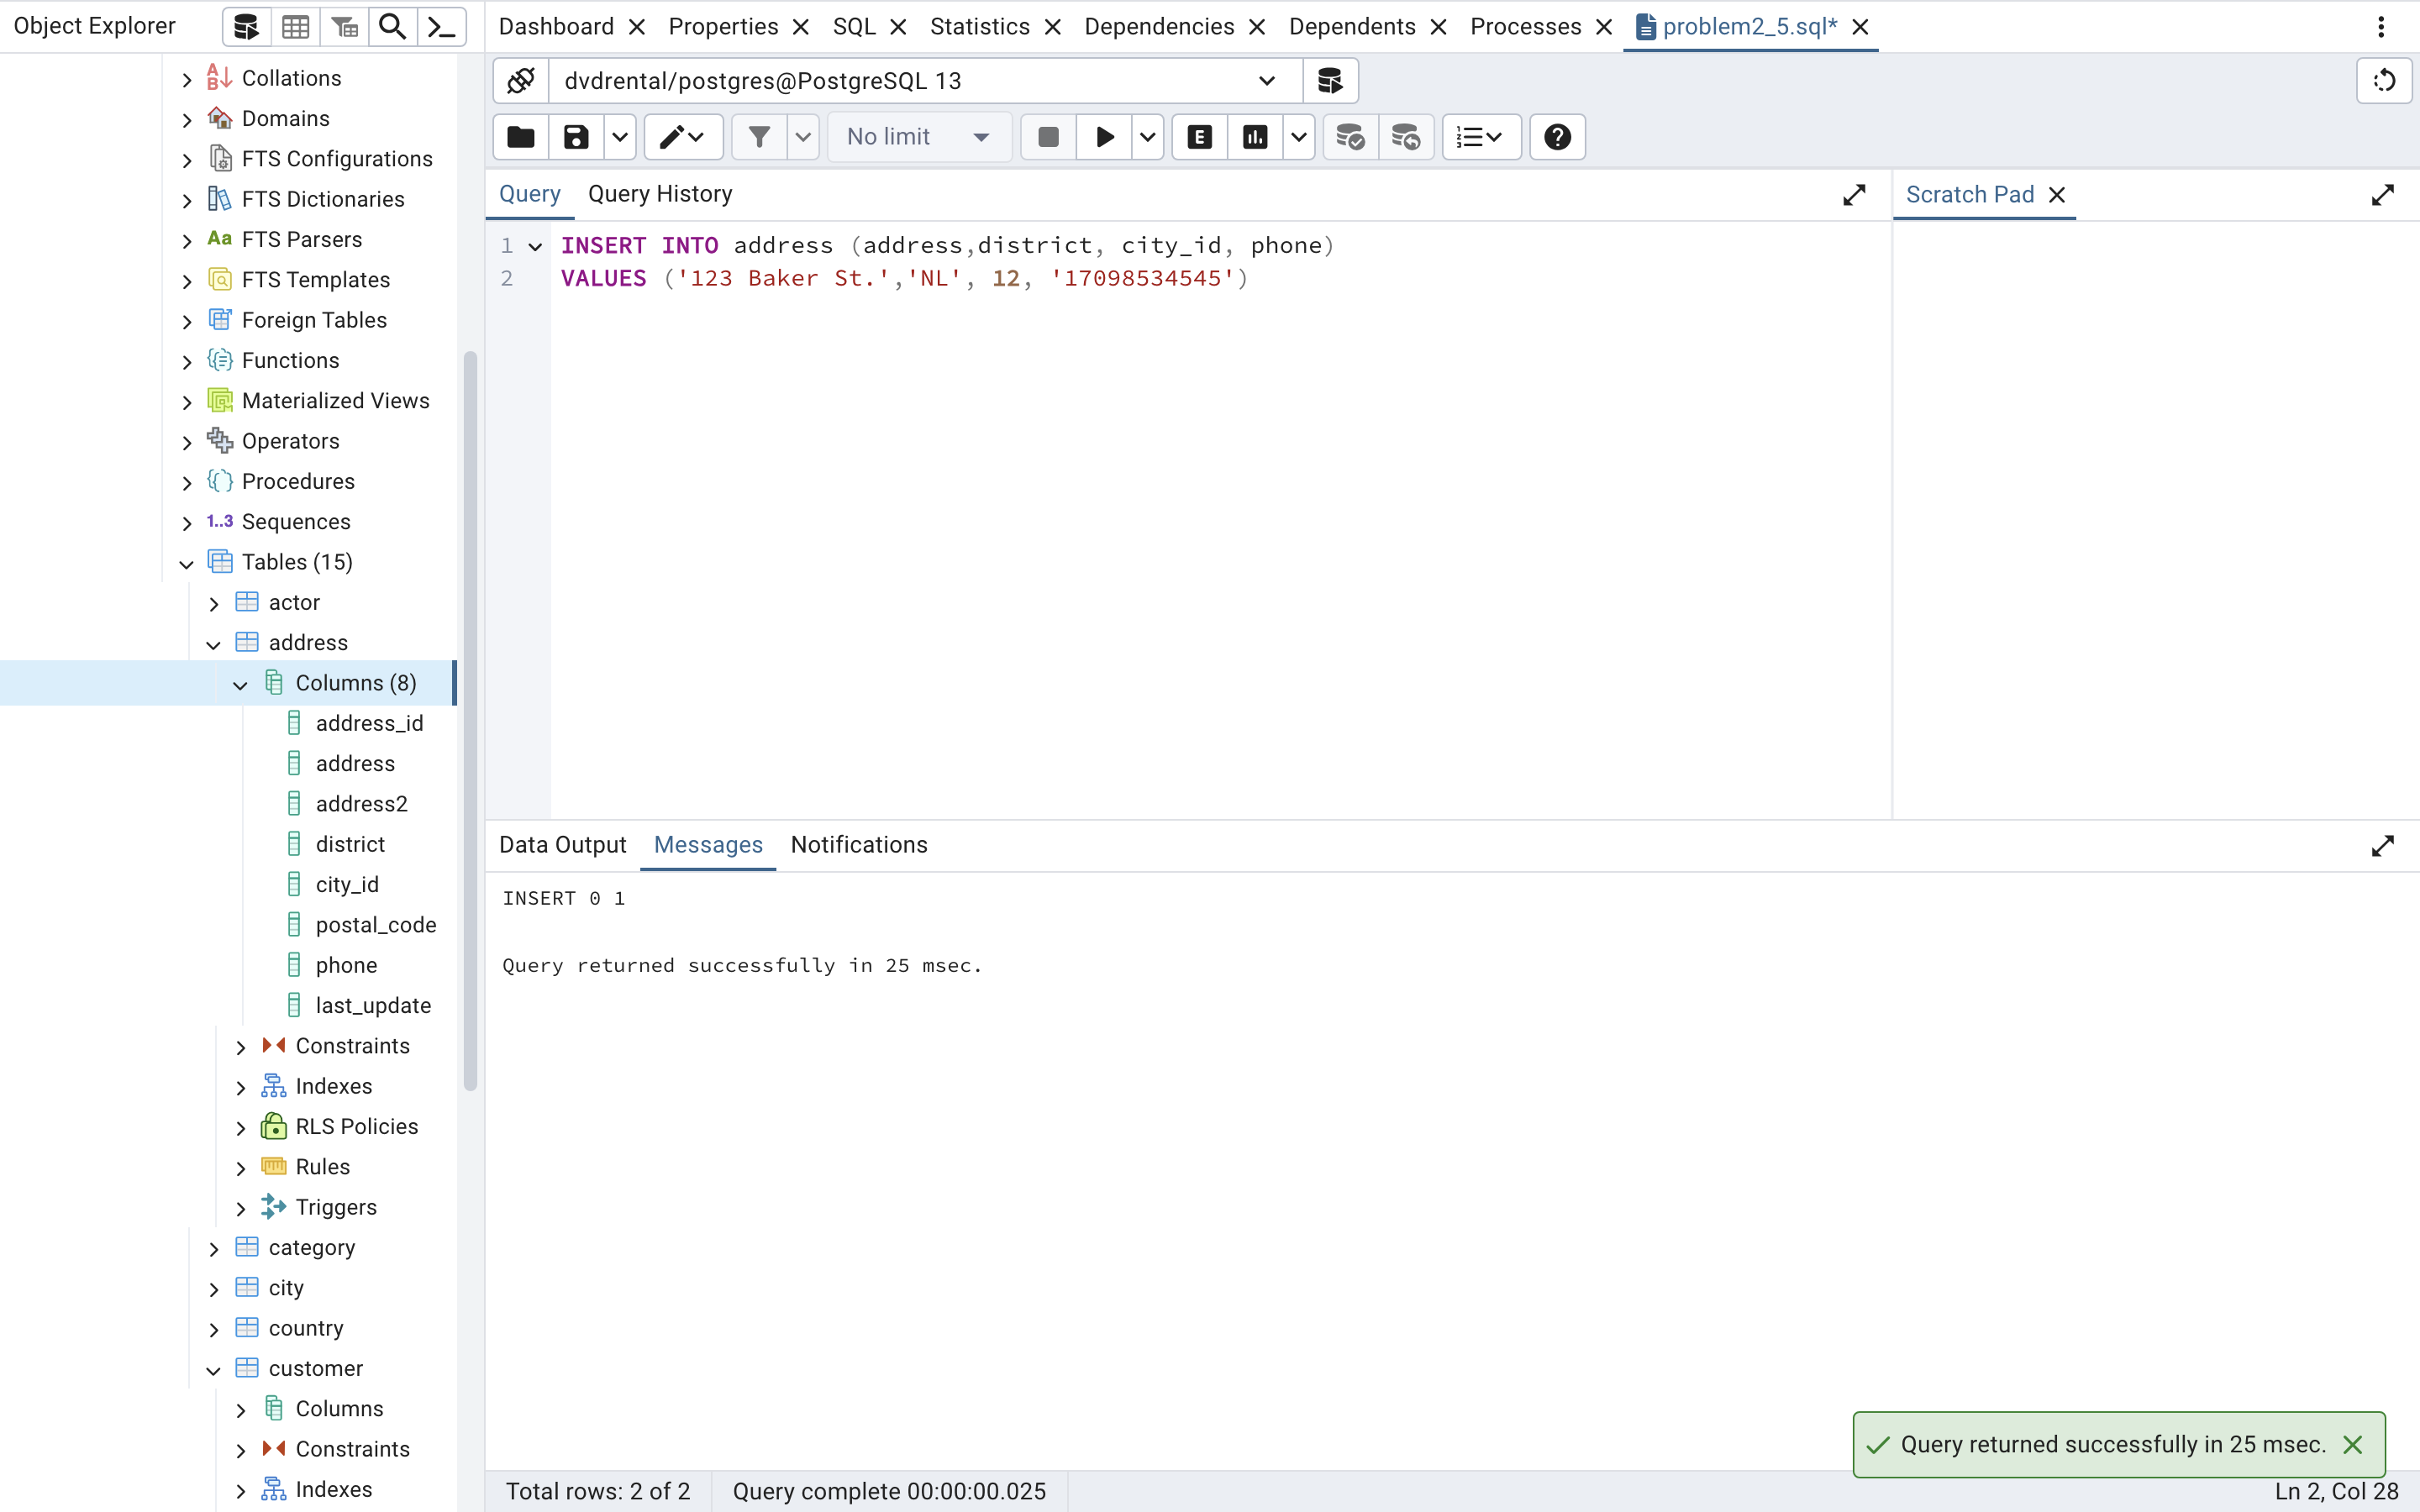 Object Explorer
Collations
Domains
FTS Configurations
FTS Dictionaries
Aa FTS Parsers
FTS Templates
Foreign Tables
Functions
Materialized Views
Operators
Procedures
1..3 Sequences
Tables (15)
actor
address
Columns (8)
address_id
address
address2
district
city_id
postal_code
phone
last_update
Constraints
Indexes
RLS Policies
Rules
Triggers
category
city
country
customer
Columns
Constraints
Indexes
Dashboard Properties SQL Statistics Dependencies Dependents Processes problem2_5.sql*
dvdrental/postgres@PostgreSQL 13
No limit E
Query Query History
Scratch Pad
1 INSERT INTO address (address,district, city_id, phone)
2 VALUES ('123 Baker St.','NL', 12, '17098534545')
Data Output Messages Notifications
INSERT 0 1
Query returned successfully in 25 msec.
Query returned successfully in 25 msec.
Total rows: 2 of 2 Query complete 00:00:00.025 Ln 2, Col 28